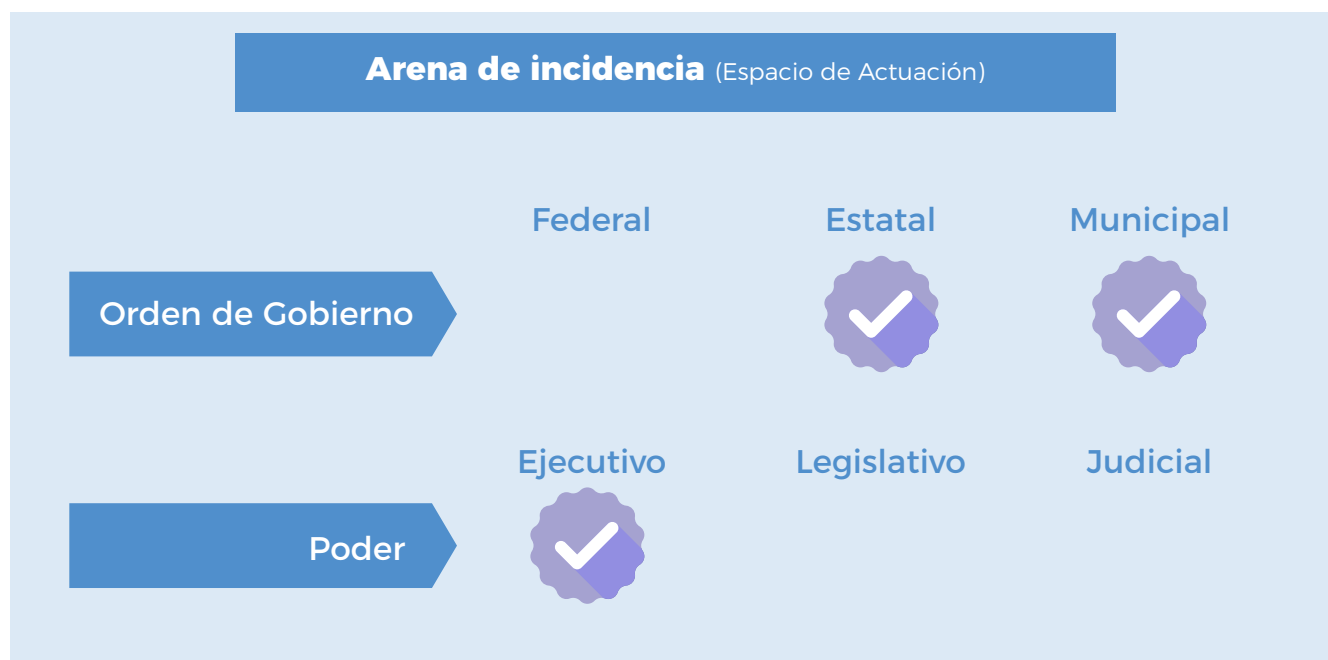 Arena de incidencia (Espacio de Actuación)
Federal Estatal Municipal
Orden de Gobierno
Ejecutivo Legislativo Judicial
Poder